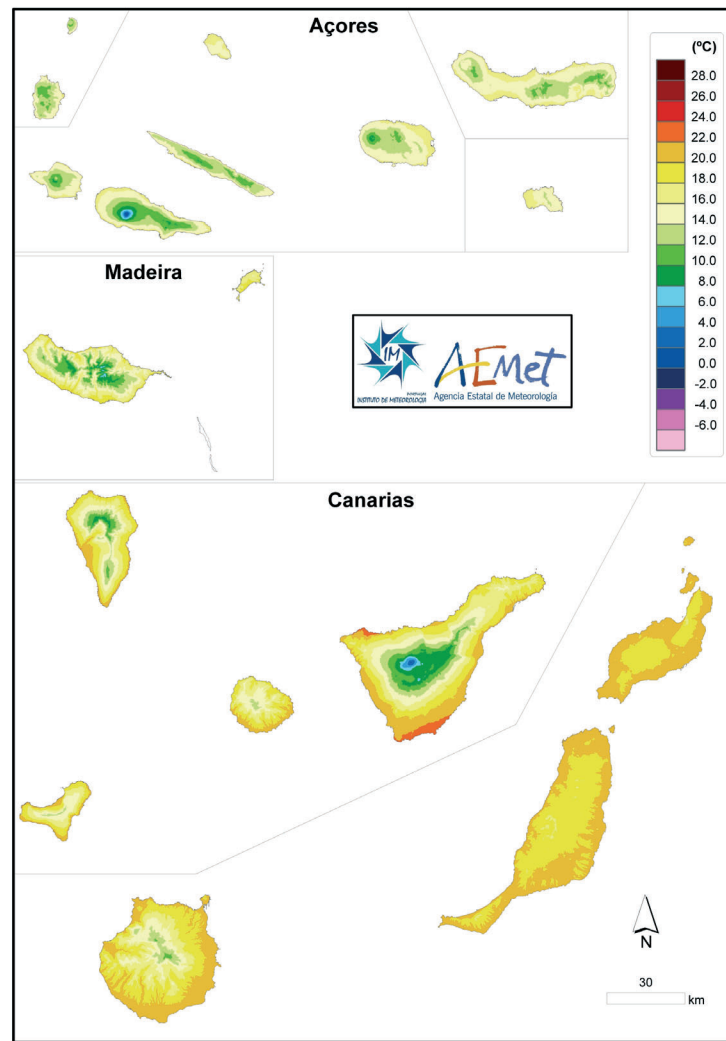 Açores
(ºC)
28.0
26.0
24.0
22.0
20.0
18.0
16.0
14.0
12.0
10.0
8.0
6.0
4.0
2.0
0.0
-2.0
-4.0
-6.0
Madeira
IM
PORTUGAL
INSTITUTO DE METEOROLOGIA
AEMet
Agencia Estatal de Meteorología
Canarias
N
30
km